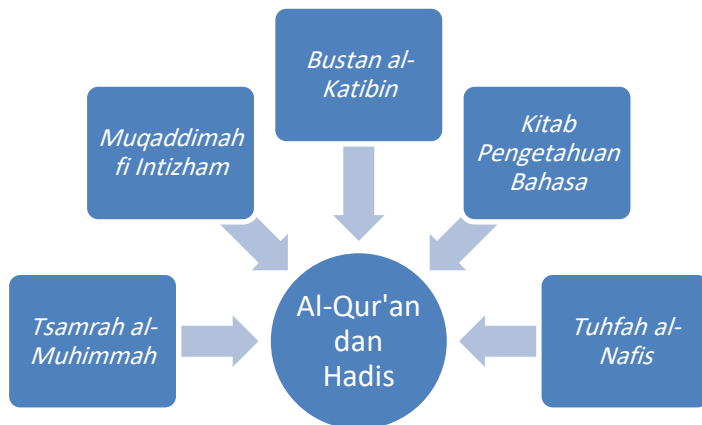 Bustan al-
Katibin
Muqaddimah
fi Intizham
Kitab
Pengetahuan
Bahasa
Tsamrah al-
Muhimmah
Al-Qur'an
dan
Hadis
Tuhfah al-
Nafis